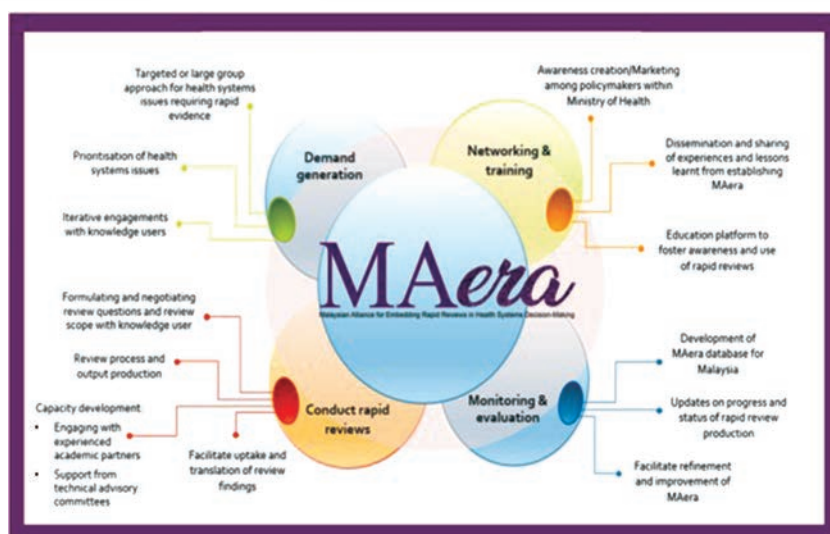 Targeted or large group
approach for health systems
issues requiring rapid
evidence
Prioritisation of health
systems issues
Iterative engagements
with knowledge users
Demand
generation
Networking &
training
Awareness creation/Marketing
among policymakers within
Ministry of Health
Dissemination and sharing
of experiences and lessons
learnt from establishing
MAera
Education platform to
foster awareness and use
of rapid reviews
MAera
Malaysian Alliance for Embedding Rapid Reviews in Health Systems Decision-Making
Formulating and negotiating
review questions and review
scope with knowledge user
Review process and
output production
Capacity development
• Engaging with
experienced
academic partners
• Support from
technical advisory
committees
Facilitate uptake and
translation of review
findings
Conduct rapid
reviews
Monitoring &
evaluation
Development of
MAera database for
Malaysia
Updates on progress and
status of rapid review
production
Facilitate refinement
and improvement of
MAera